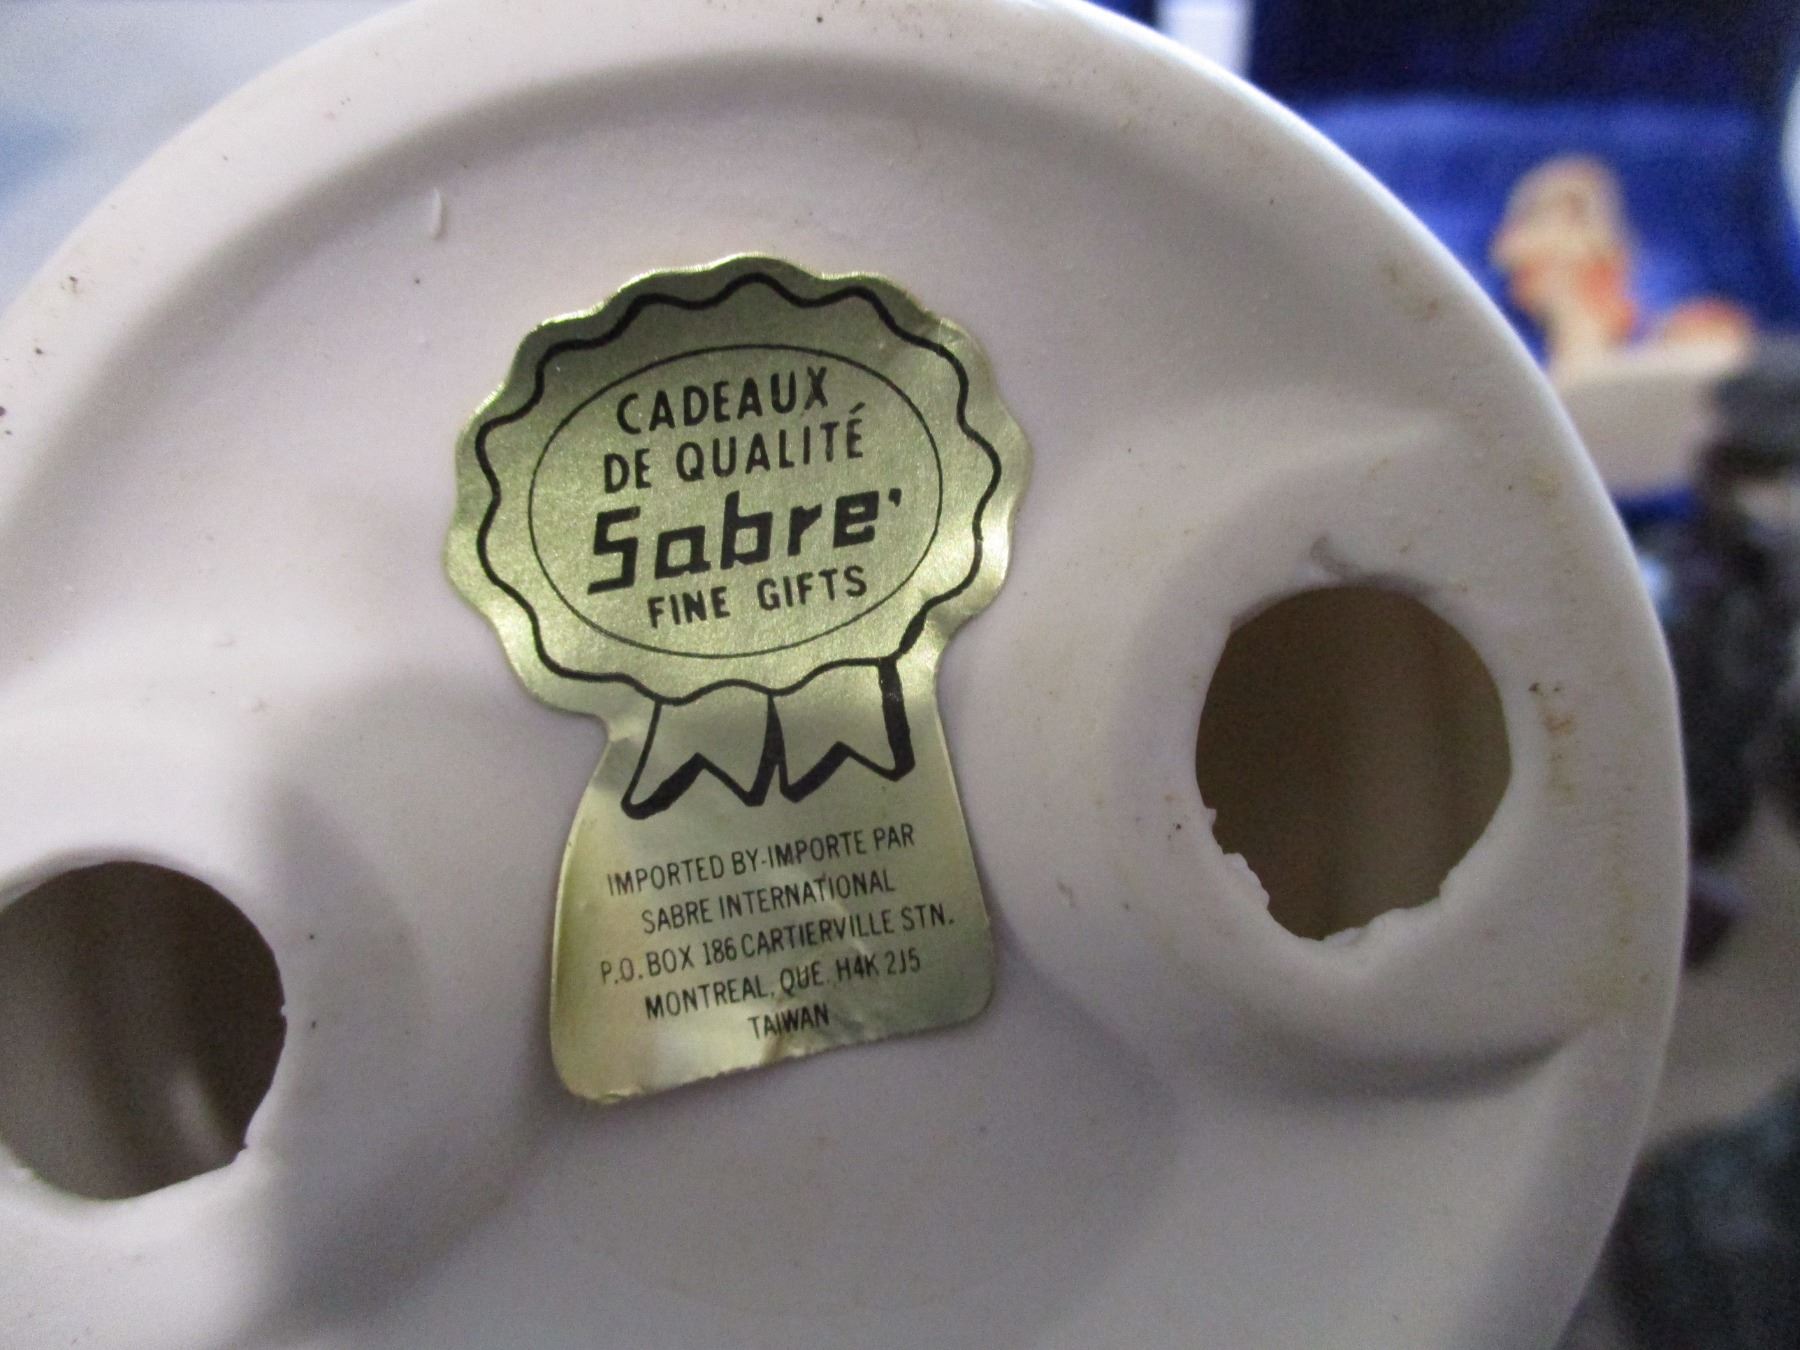 CADEAUX
DE QUALITÉ
Sabre'
FINE GIFTS
IMPORTED BY-IMPORTE PAR
SABRE INTERNATIONAL
P.O. BOX 186 CARTIERVILLE STN.
MONTREAL, QUE. H4K 2J5
TAIWAN